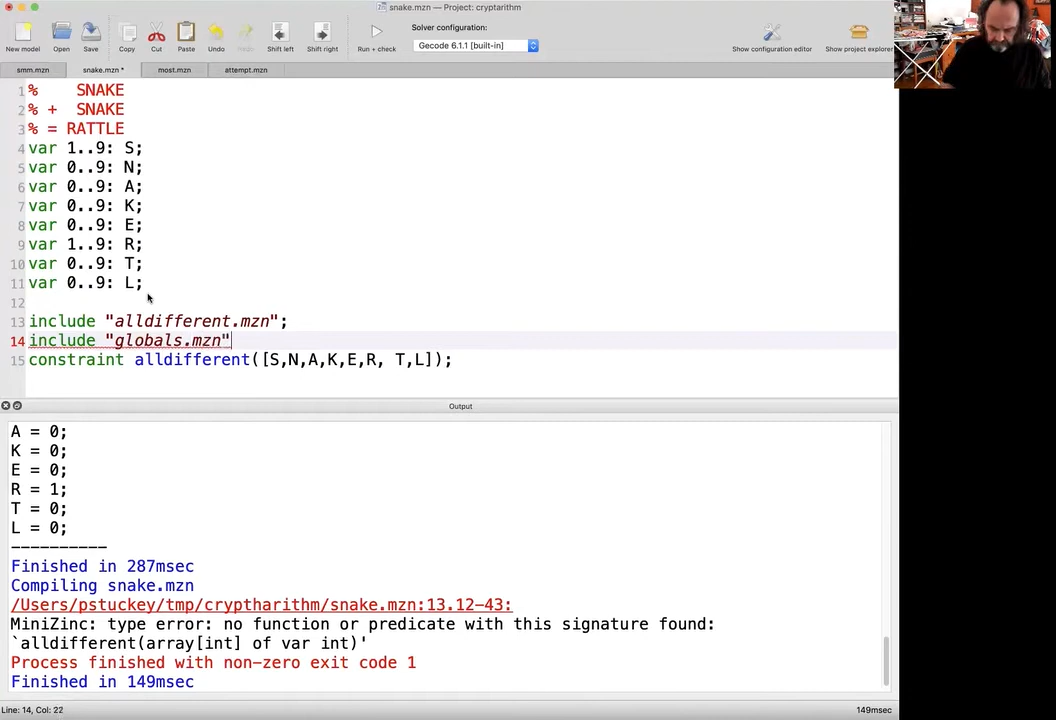 snake.mzn — Project: cryptarithm
Solver configuration:
New model Open Save Copy Cut Paste Undo Redo Shift left Shift right Run + check Gecode 6.1.1 [built-in] Show configuration editor Show project explorer
smm.mzn snake.mzn * most.mzn attempt.mzn
1 % SNAKE
2 % + SNAKE
3 % = RATTLE
4 var 1..9: S;
5 var 0..9: N;
6 var 0..9: A;
7 var 0..9: K;
8 var 0..9: E;
9 var 1..9: R;
10 var 0..9: T;
11 var 0..9: L;
12
13 include "alldifferent.mzn";
14 include "globals.mzn"
15 constraint alldifferent([S,N,A,K,E,R, T,L]);
Output
A = 0;
K = 0;
E = 0;
R = 1;
T = 0;
L = 0;
----------
Finished in 287msec
Compiling snake.mzn
/Users/pstuckey/tmp/cryptharithm/snake.mzn:13.12-43:
MiniZinc: type error: no function or predicate with this signature found:
`alldifferent(array[int] of var int)'
Process finished with non-zero exit code 1
Finished in 149msec
Line: 14, Col: 22 149msec